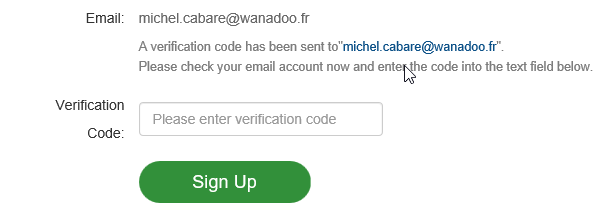 Email: michel.cabare@wanadoo.fr
A verification code has been sent to"michel.cabare@wanadoo.fr".
Please check your email account now and enter the code into the text field below.
Verification
Code:
Please enter verification code
Sign Up